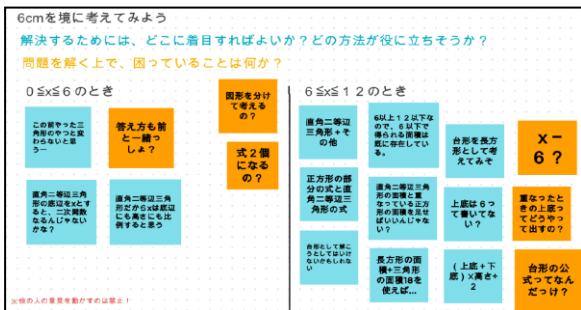 6cmを境に考えてみよう
解決するためには、どこに着目すればよいか？どの方法が役に立ちそうか？
問題を解く上で、困っていることは何か？
0≦x≦6のとき
この前やった三
角形のやつと変
わらないと思
うー
答え方も前
と一緒っ
しょ？
図形を分け
て考える
の？
式2個
になる
の？
直角二等辺三角
形の底辺をxと
すると、二次関数
なるんじゃない
かな？
直角二等辺三角
形だからxは底辺
にも高さにも比
例すると思う
※他の人の意見を動かすのは禁止！
6≦x≦12のとき
直角二等辺
三角形+そ
の他
6以上12以下な
ので、6以下で
得られる面積は
既に存在してい
る。
台形を長方
形として考
えてみそ
x－
6？
正方形の部
分の式と直
角二等辺三
角形の式
直角二等辺三角形
の面積と重
なっている正方
形の面積を足せ
ばいいんじゃな
い？
上底は6っ
て書いてな
い？
重なったと
きの上底っ
てどうやっ
て出すの？
台形として解こ
うとしてはいけ
ないかもしれな
い
長方形の面
積+三角形
の面積18を
使えば…
(上底+下
底)×高さ÷
2
台形の公
式ってなん
だっけ？